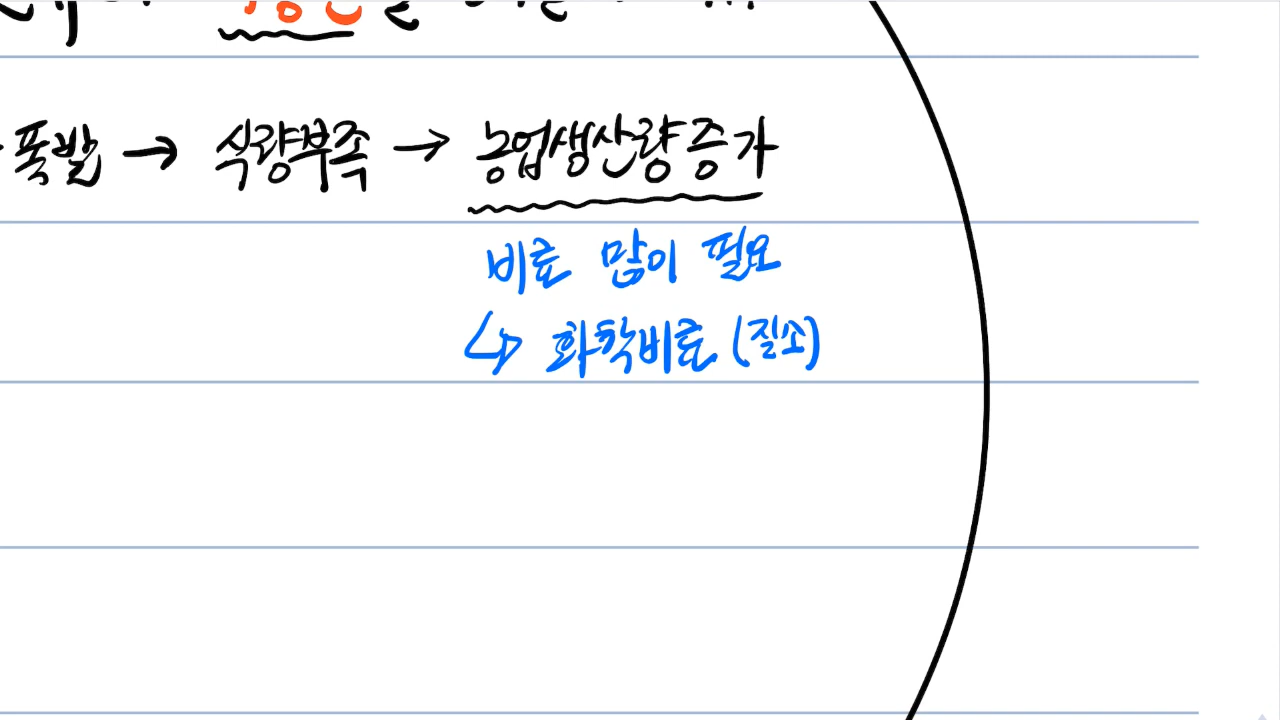 폭발 → 식량부족 → 농업생산량증가
비료 많이 필요
↳ 화학비료 (질소)